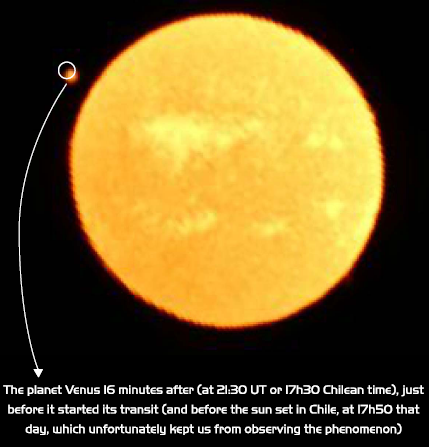 The planet Venus 16 minutes after (at 21:30 UT or 17h30 Chilean time), just
before it started its transit (and before the sun set in Chile, at 17h50 that
day, which unfortunately kept us from observing the phenomenon)